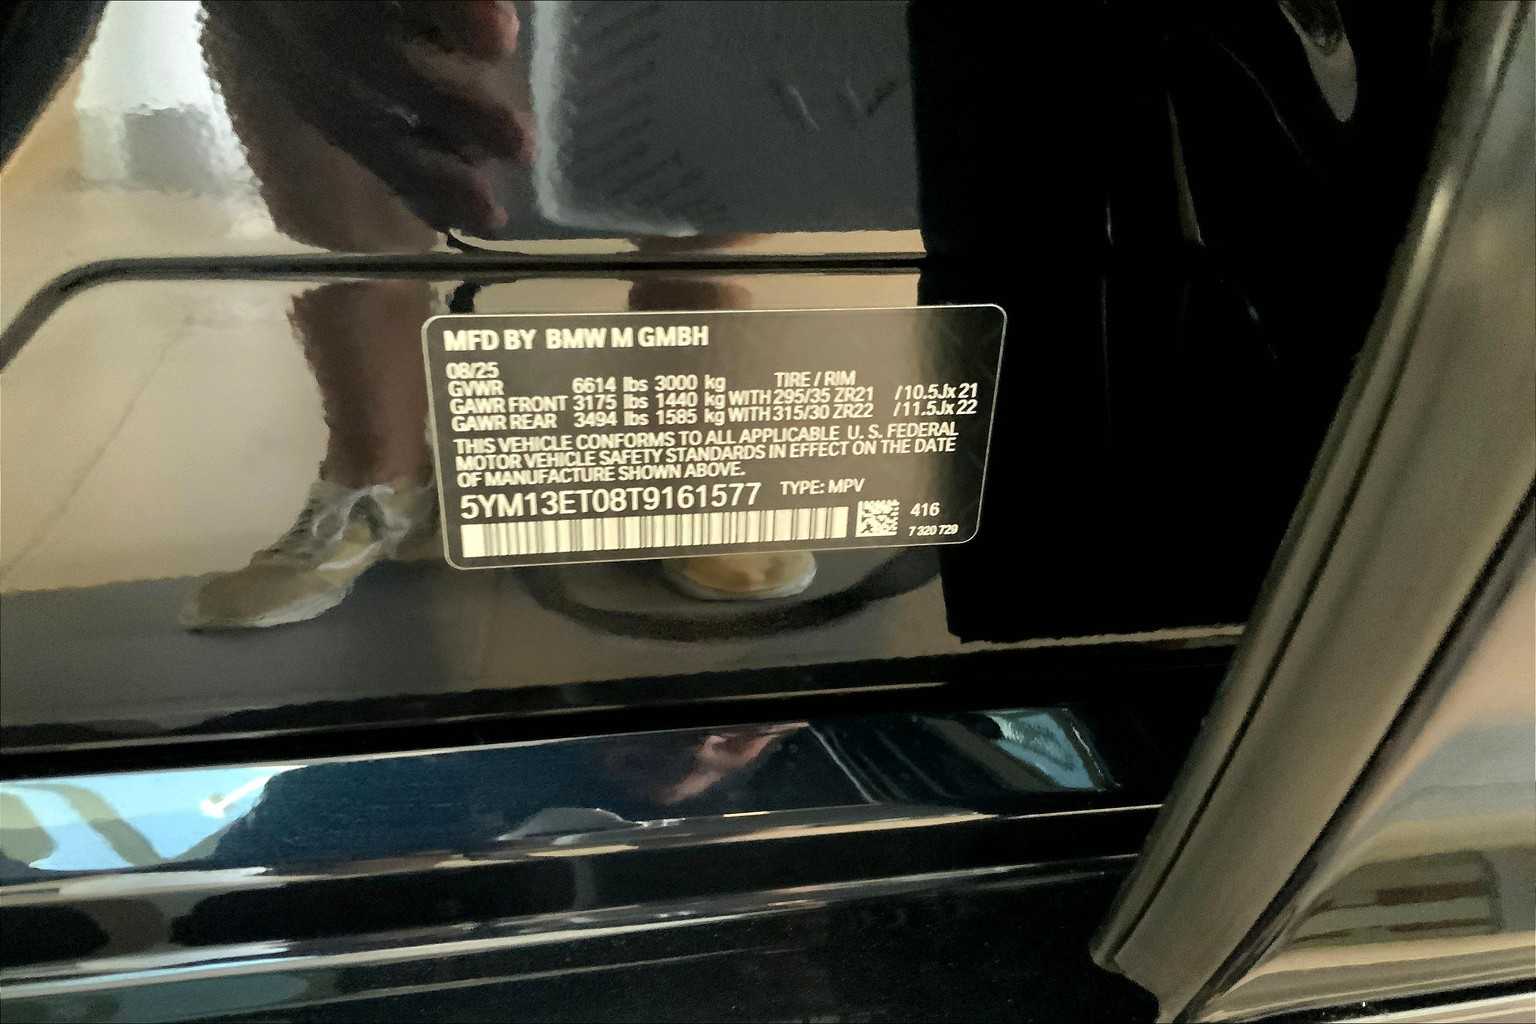 MFD BY BMW M GMBH
08/25 TIRE / RIM
GVWR 6614 lbs 3000 kg
GAWR FRONT 3175 lbs 1440 kg WITH 295/35 ZR21 /10.5Jx 21
GAWR REAR 3494 lbs 1585 kg WITH 315/30 ZR22 /11.5Jx 22
THIS VEHICLE CONFORMS TO ALL APPLICABLE U. S. FEDERAL
MOTOR VEHICLE SAFETY STANDARDS IN EFFECT ON THE DATE
OF MANUFACTURE SHOWN ABOVE.
5YM13ET08T9161577 TYPE: MPV
416
7 320 729